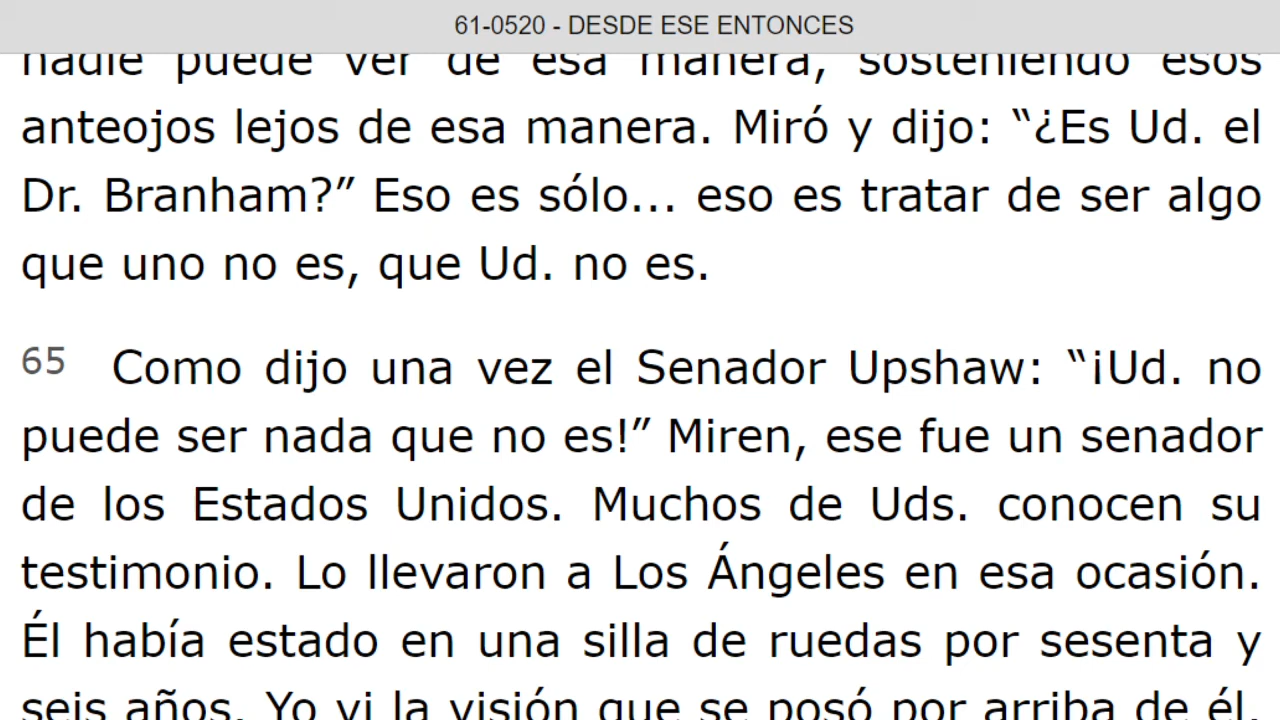 61-0520 - DESDE ESE ENTONCES
nadie puede ver de esa manera, sosteniendo esos
anteojos lejos de esa manera. Miró y dijo: “¿Es Ud. el
Dr. Branham?” Eso es sólo... eso es tratar de ser algo
que uno no es, que Ud. no es.
65 Como dijo una vez el Senador Upshaw: “¡Ud. no
puede ser nada que no es!” Miren, ese fue un senador
de los Estados Unidos. Muchos de Uds. conocen su
testimonio. Lo llevaron a Los Ángeles en esa ocasión.
Él había estado en una silla de ruedas por sesenta y
seis años. Yo vi la visión que se posó por arriba de él,